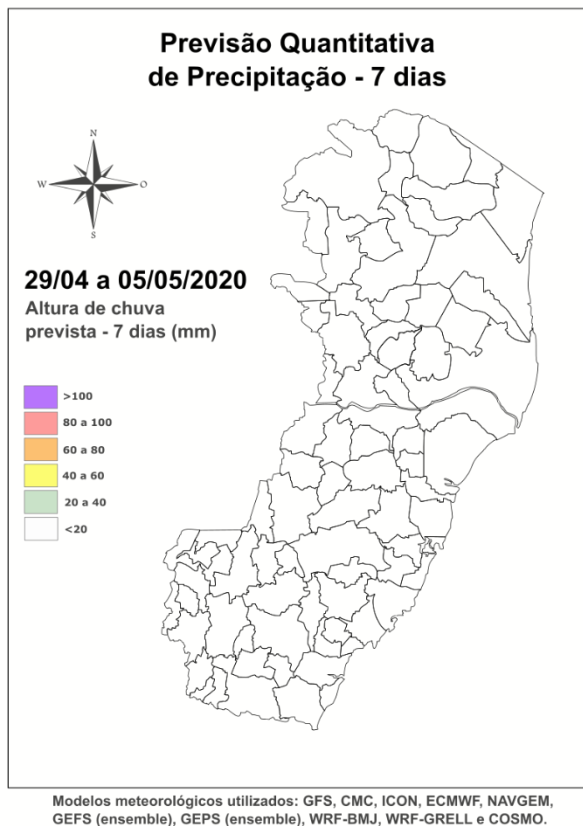 Previsão Quantitativa
de Precipitação - 7 dias
N
W
O
S
29/04 a 05/05/2020
Altura de chuva
prevista - 7 dias (mm)
>100
80 a 100
60 a 80
40 a 60
20 a 40
<20
Modelos meteorológicos utilizados: GFS, CMC, ICON, ECMWF, NAVGEM,
GEFS (ensemble), GEPS (ensemble), WRF-BMJ, WRF-GRELL e COSMO.